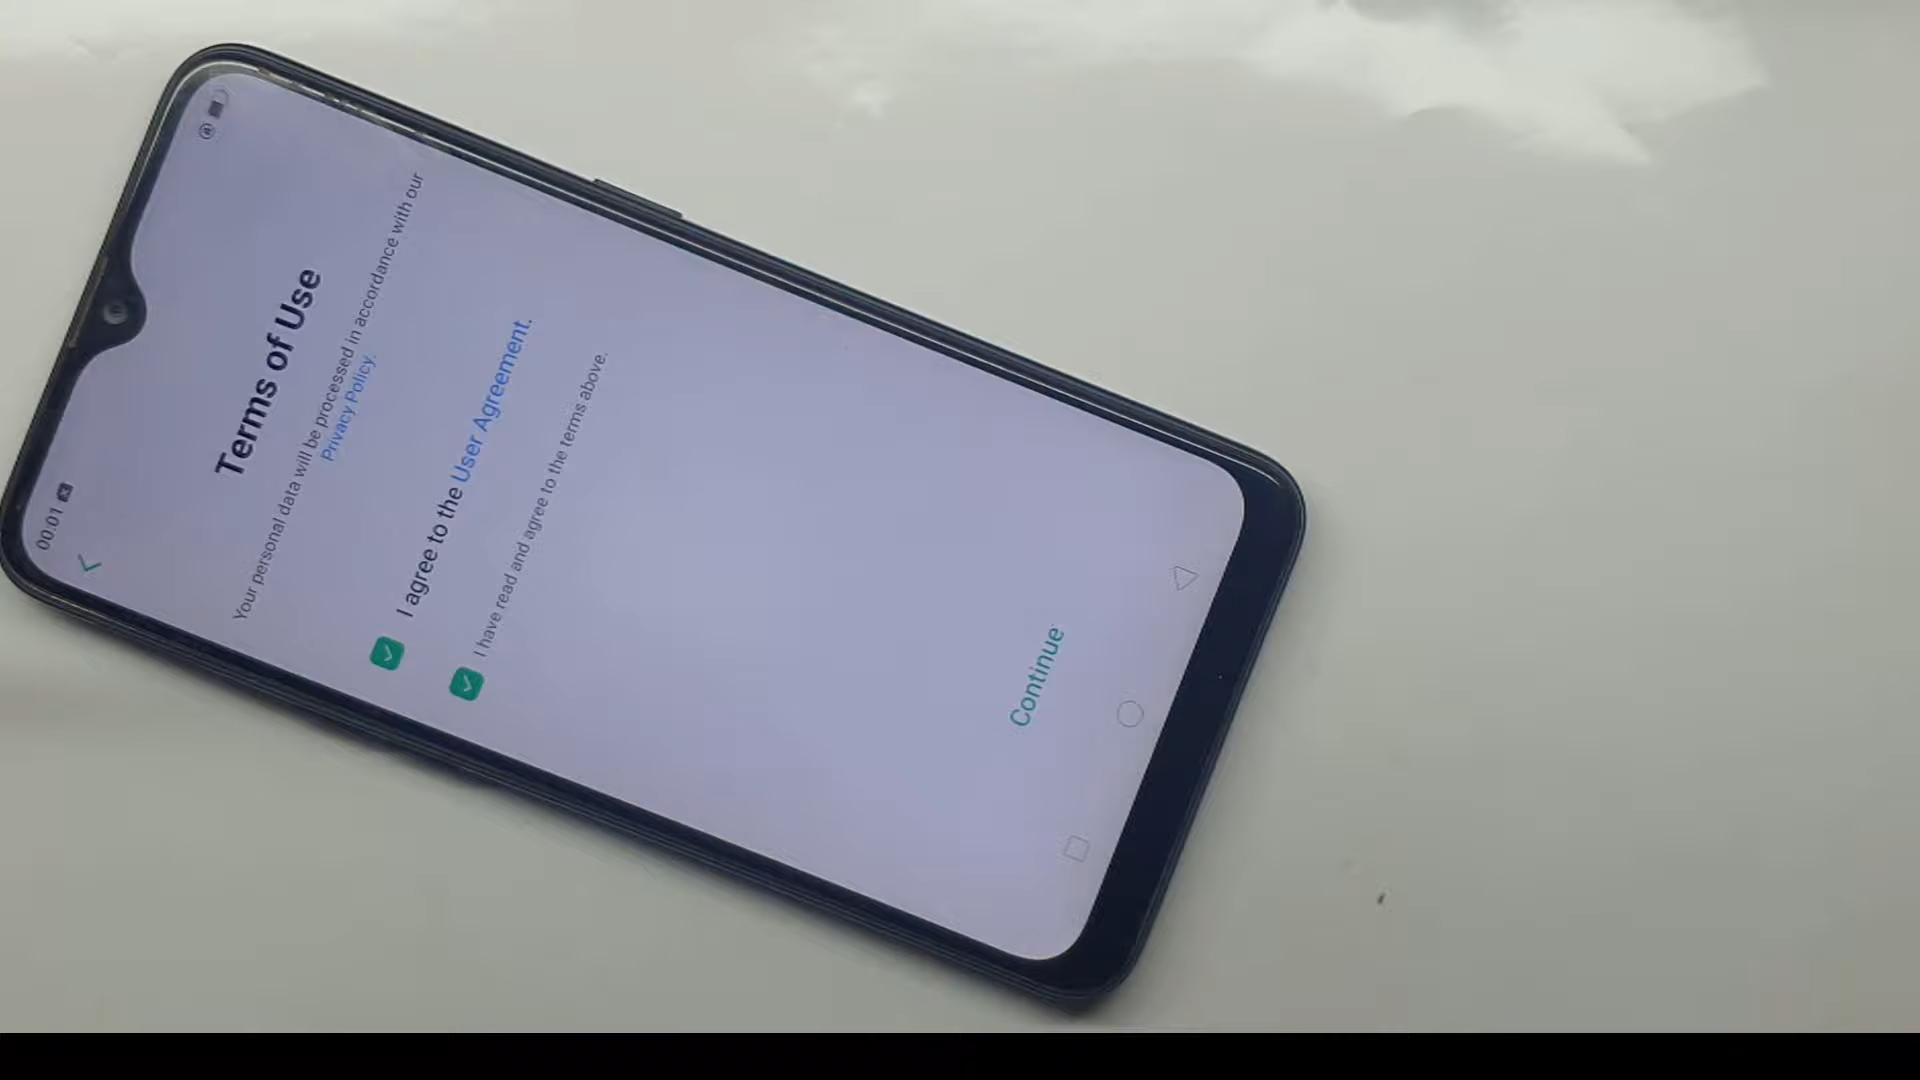 00:01
Terms of Use
Your personal data will be processed in accordance with our
Privacy Policy.
I agree to the User Agreement.
I have read and agree to the terms above.
Continue